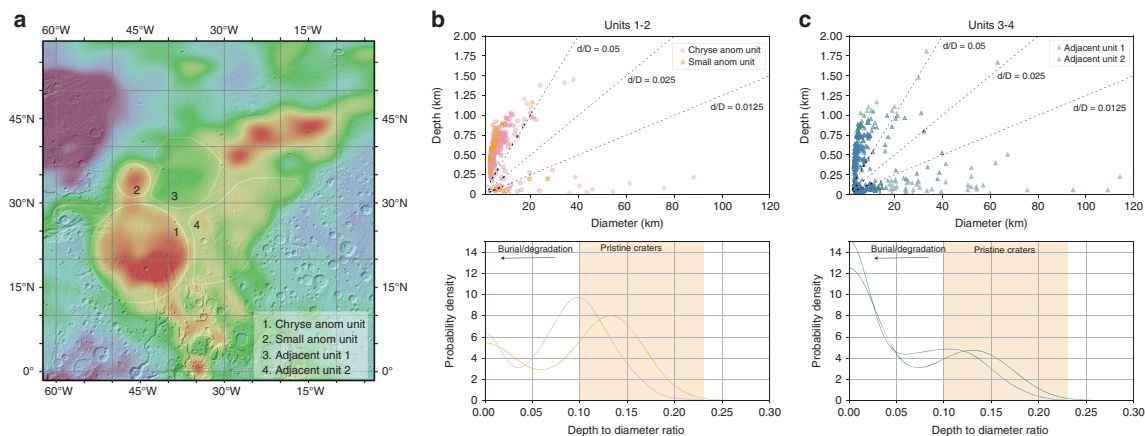 a
60°W 45°W 30°W 15°W
45°N 45°N
30°N 30°N
15°N 15°N
0° 0°
60°W 45°W 30°W 15°W
2
3
1 4
1. Chryse anom unit
2. Small anom unit
3. Adjacent unit 1
4. Adjacent unit 2
b
Units 1-2
2.00
1.75
1.50
1.25
1.00
0.75
0.50
0.25
0
Depth (km)
d/D = 0.05
d/D = 0.025
d/D = 0.0125
Chryse anom unit
Small anom unit
0 20 40 60 80 100 120
Diameter (km)
14
12
10
8
6
4
2
0
Probability density
Burial/degradation Pristine craters
0.00 0.05 0.10 0.15 0.20 0.25 0.30
Depth to diameter ratio
c
Units 3-4
2.00
1.75
1.50
1.25
1.00
0.75
0.50
0.25
0
Depth (km)
d/D = 0.05
d/D = 0.025
d/D = 0.0125
Adjacent unit 1
Adjacent unit 2
0 20 40 60 80 100 120
Diameter (km)
14
12
10
8
6
4
2
0
Probability density
Burial/degradation Pristine craters
0.00 0.05 0.10 0.15 0.20 0.25 0.30
Depth to diameter ratio